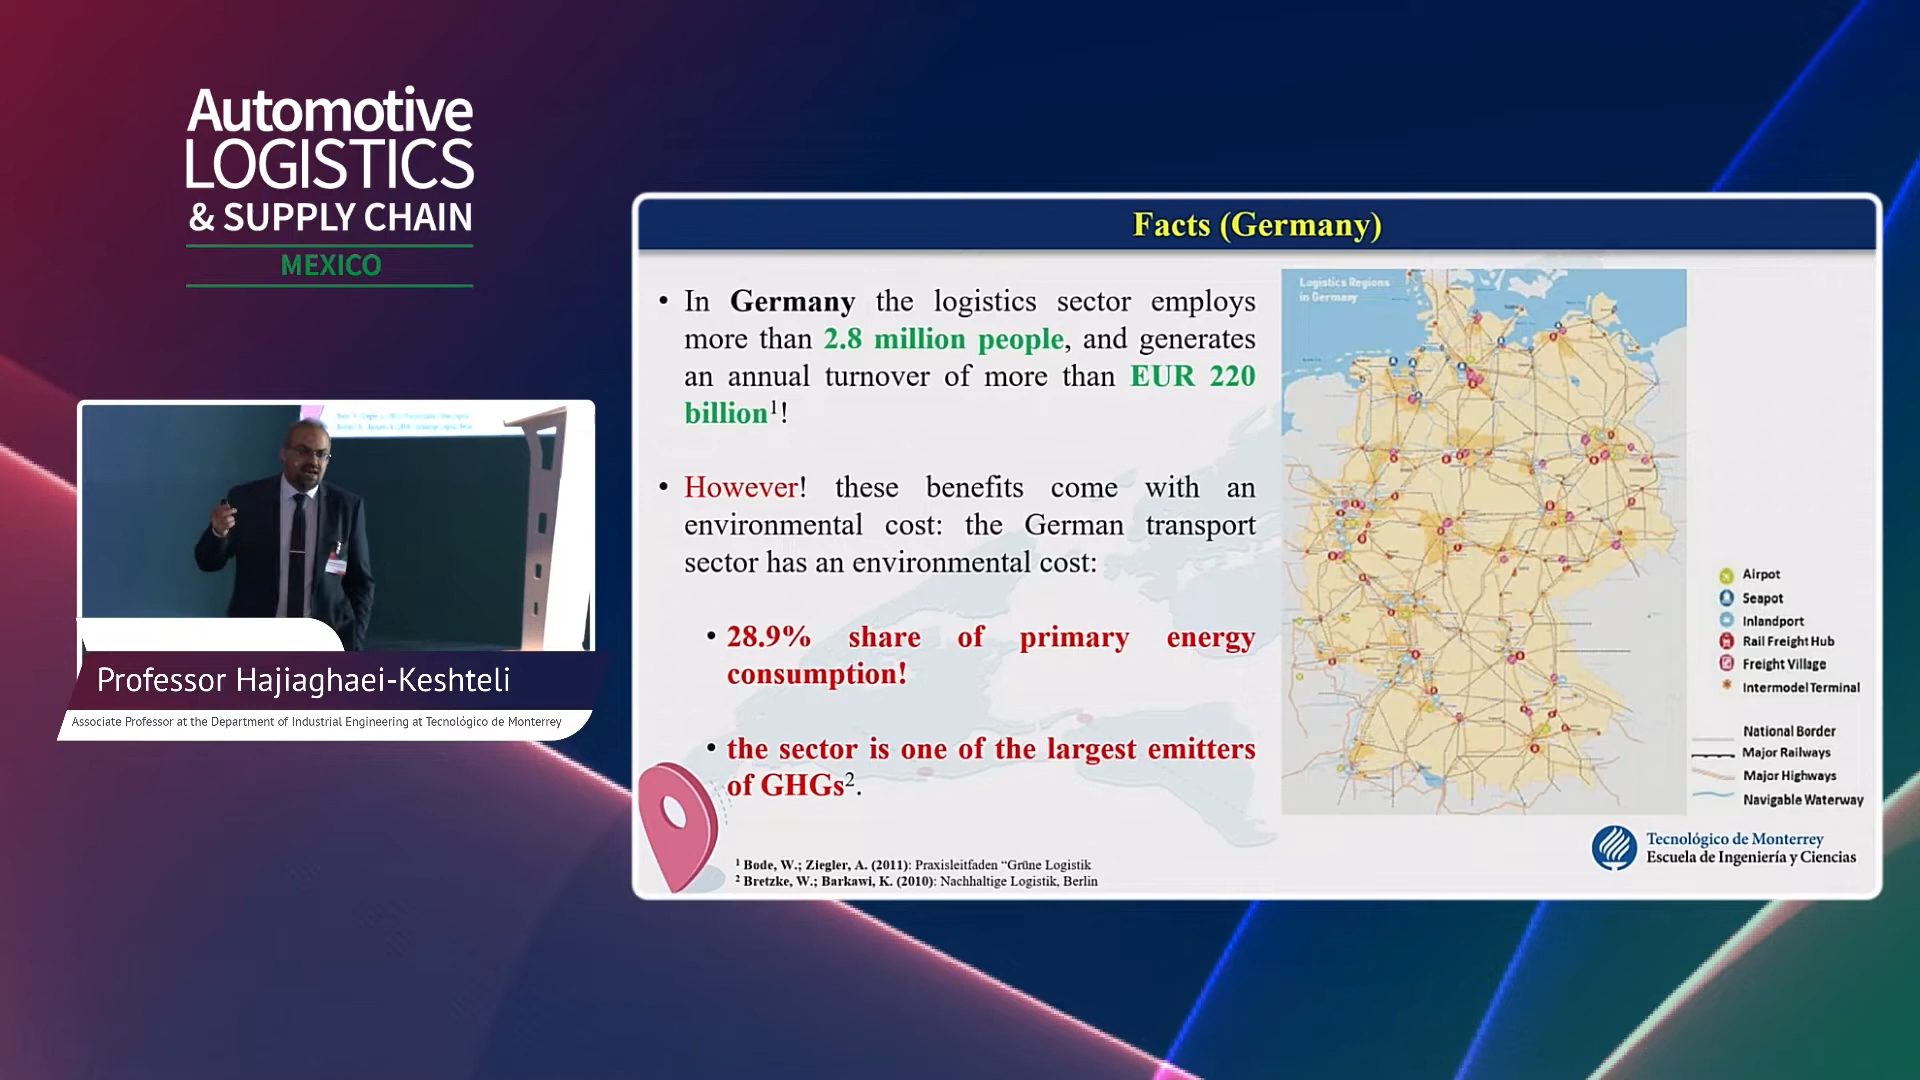 Automotive
LOGISTICS
& SUPPLY CHAIN
MEXICO
Professor Hajiaghaei-Keshteli
Associate Professor at the Department of Industrial Engineering at Tecnológico de Monterrey
Facts (Germany)
• In Germany the logistics sector employs
more than 2.8 million people, and generates
an annual turnover of more than EUR 220
billion¹!
• However! these benefits come with an
environmental cost: the German transport
sector has an environmental cost:
• 28.9% share of primary energy
consumption!
• the sector is one of the largest emitters
of GHGs².
¹ Bode, W.; Ziegler, A. (2011): Praxisleitfaden “Grüne Logistik
² Bretzke, W.; Barkawi, K. (2010): Nachhaltige Logistik, Berlin
Logistics Regions
in Germany
Airpot
Seapot
Inlandport
Rail Freight Hub
Freight Village
Intermodel Terminal
National Border
Major Railways
Major Highways
Navigable Waterway
Tecnológico de Monterrey
Escuela de Ingeniería y Ciencias